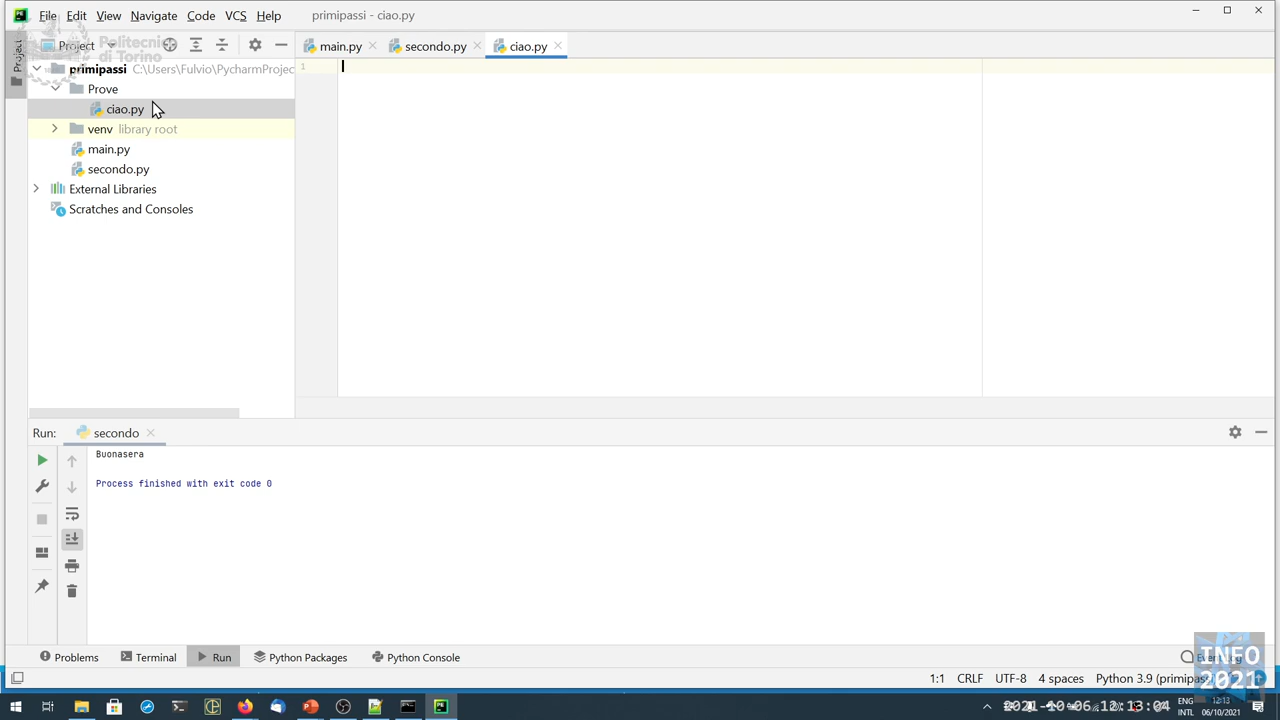 File Edit View Navigate Code VCS Help primipassi - ciao.py
Project
Politecnico
di Torino
main.py secondo.py ciao.py
Project
primipassi C:\Users\Fulvio\PycharmProjec
1
Prove
ciao.py
venv library root
main.py
secondo.py
External Libraries
Scratches and Consoles
Run: secondo
Buonasera
Process finished with exit code 0
Problems Terminal Run Python Packages Python Console
INFO
2021
1:1 CRLF UTF-8 4 spaces Python 3.9 (primipass
2021-10-06 12:13:04
ENG
INTL
12:13
06/10/2021